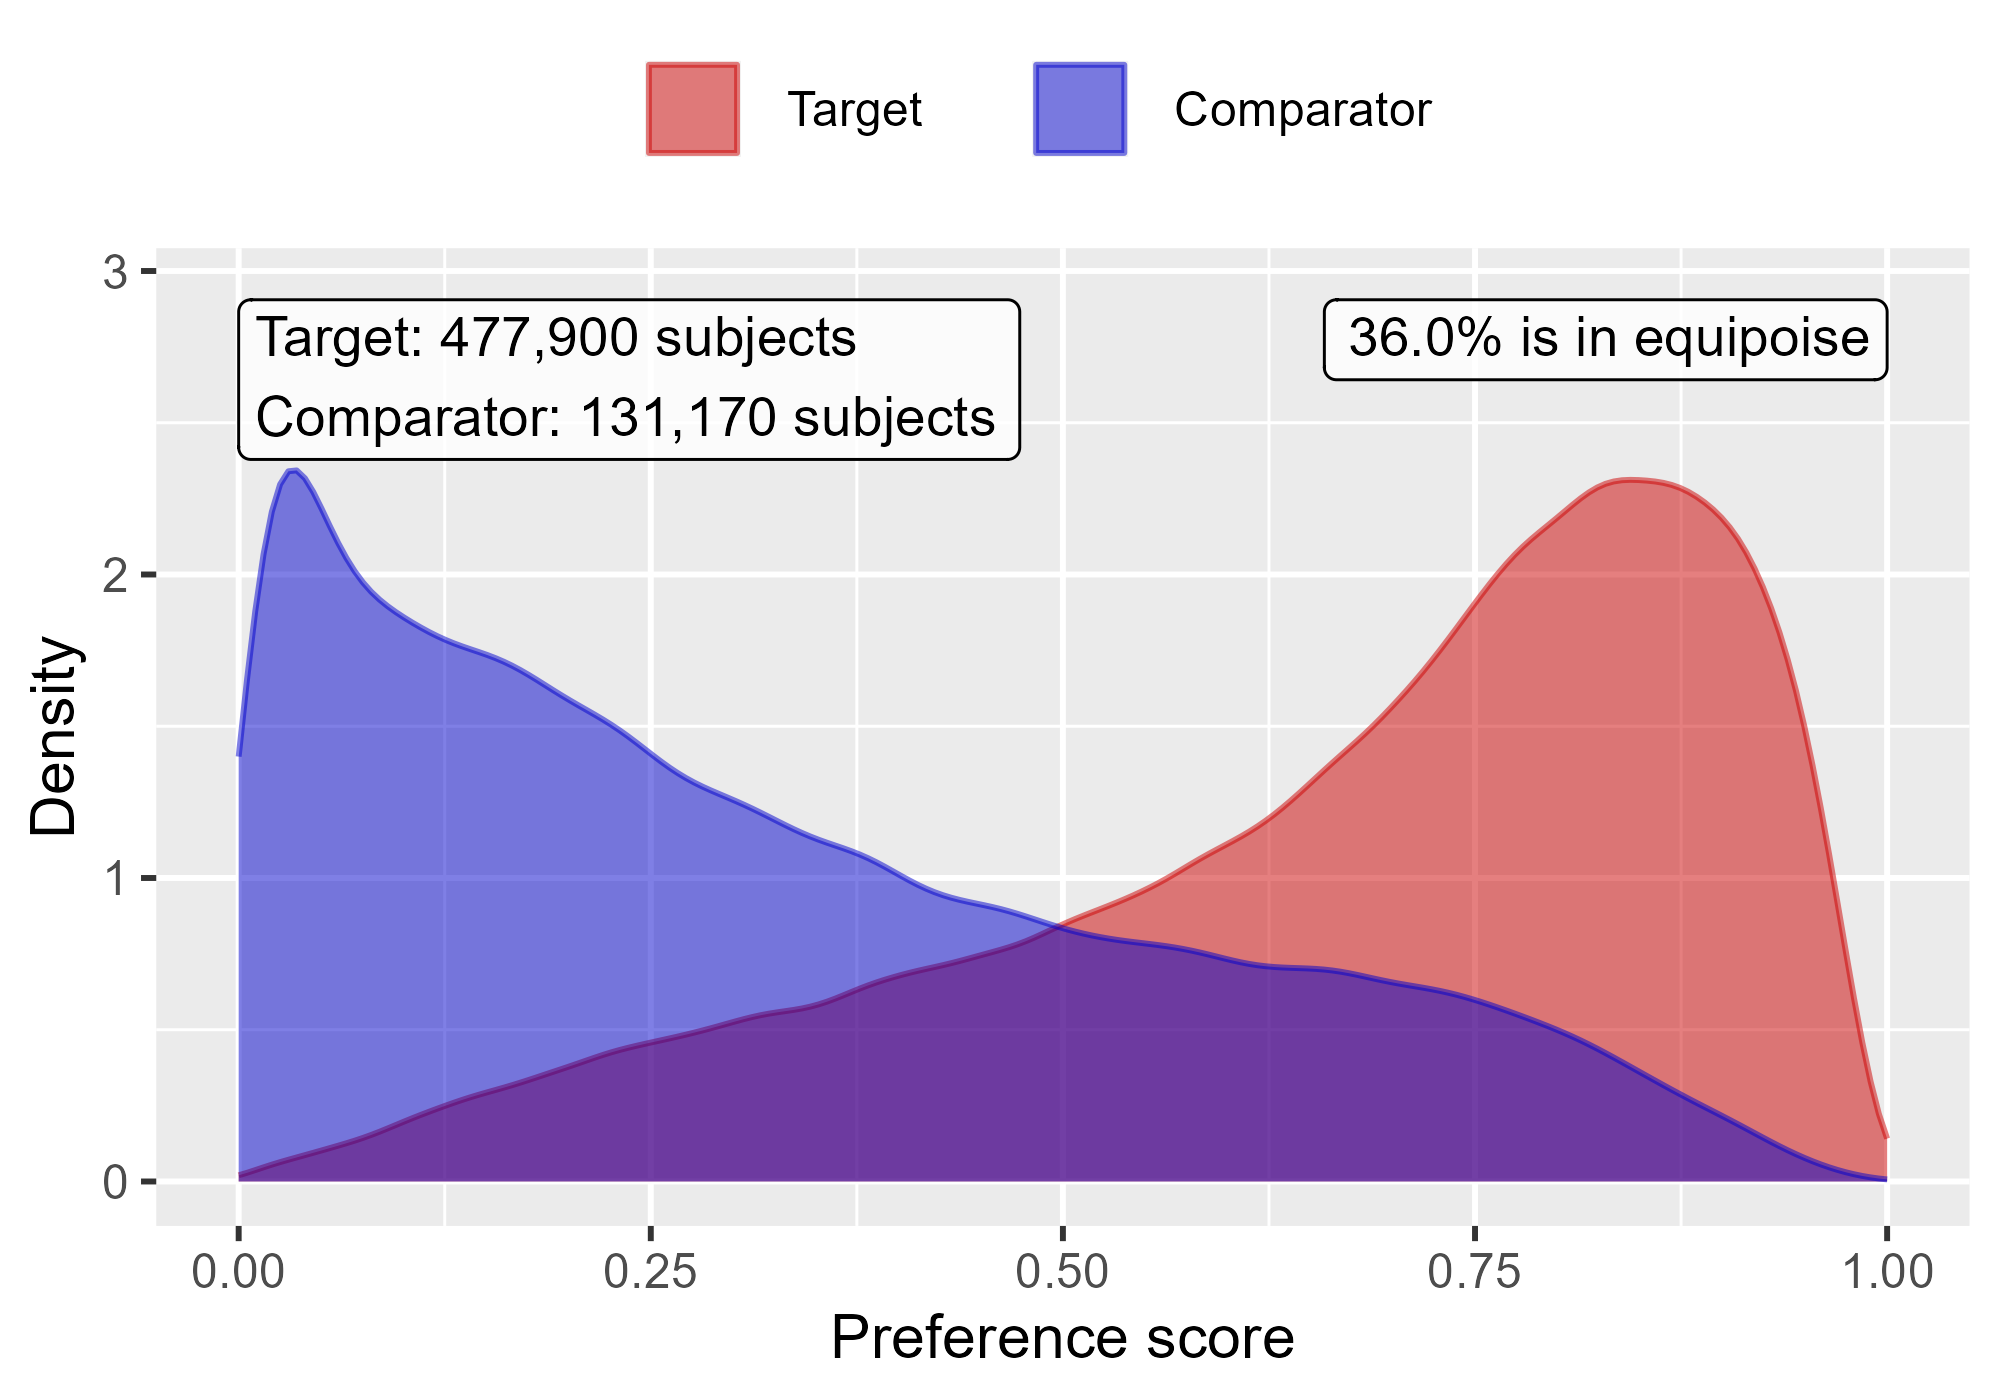 Target
Comparator
Target: 477,900 subjects
Comparator: 131,170 subjects
36.0% is in equipoise
3
2
1
0
Density
0.00
0.25
0.50
0.75
1.00
Preference score